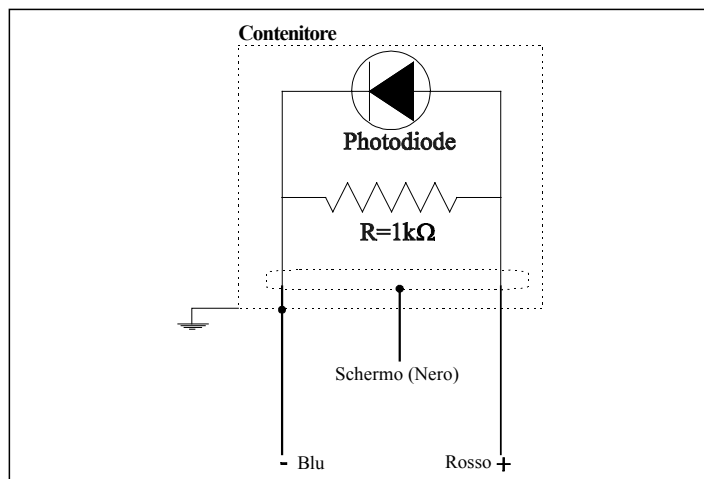 Contenitore
Photodiode
R=1kΩ
Schermo (Nero)
- Blu
Rosso +